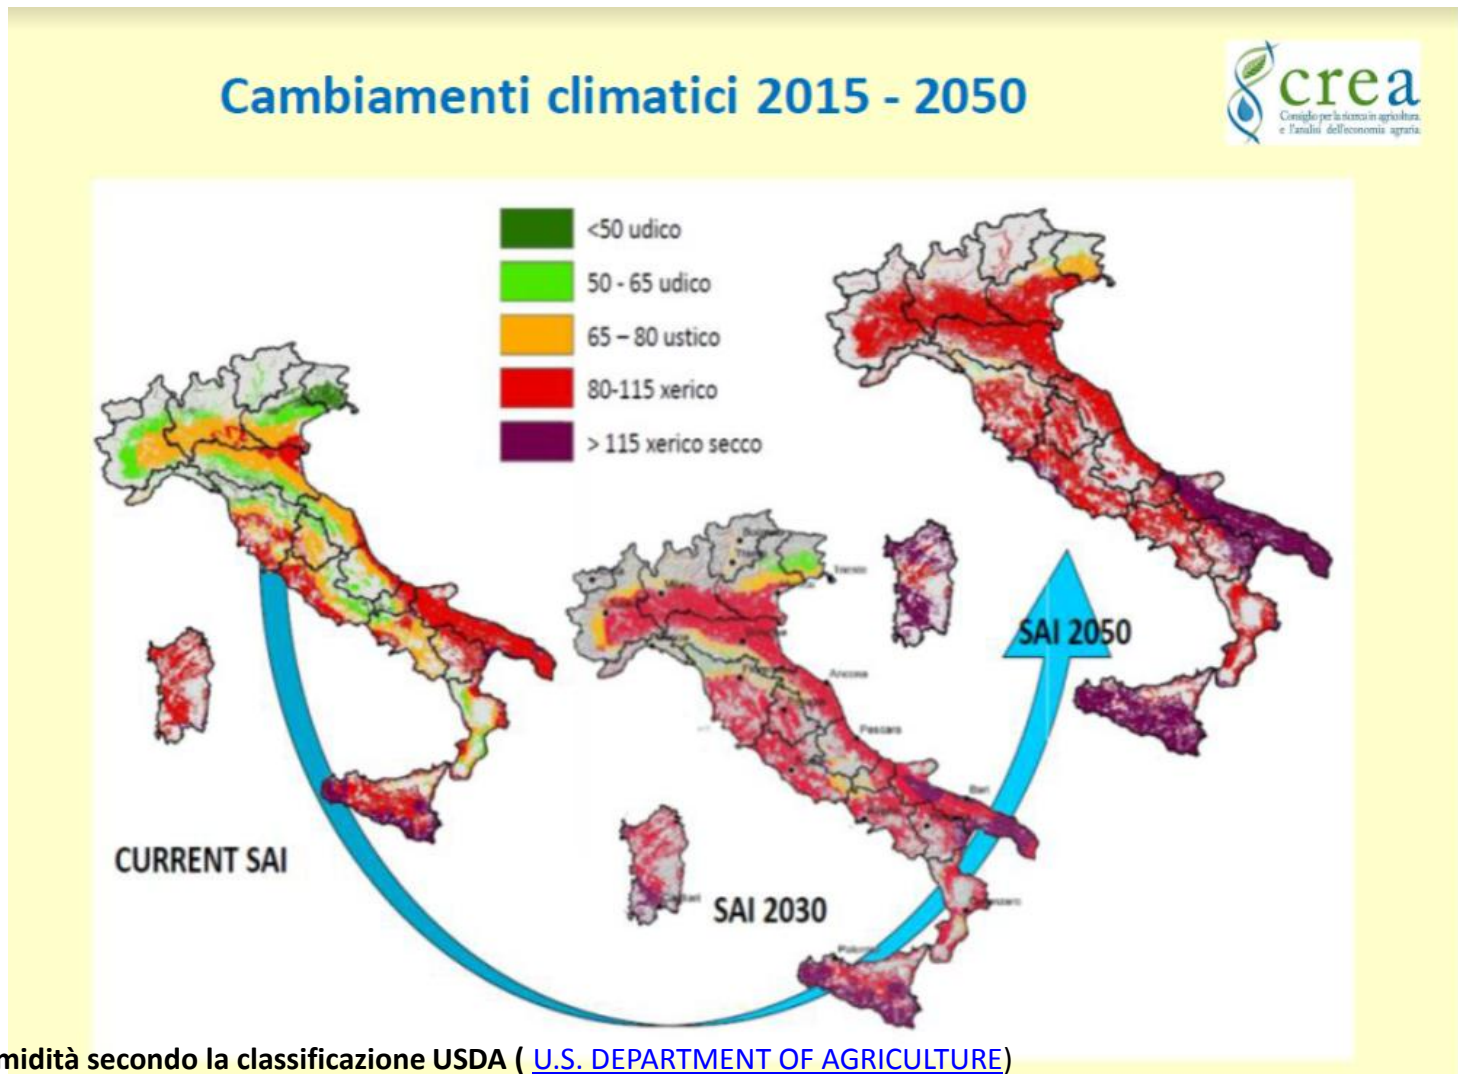 Cambiamenti climatici 2015 - 2050
crea
Consiglio per la ricerca in agricoltura
e l'analisi dell'economia agraria
<50 udico
50 - 65 udico
65 – 80 ustico
80-115 xerico
> 115 xerico secco
CURRENT SAI
SAI 2030
SAI 2050
Trieste
Ancona
Pescara
Bari
midità secondo la classificazione USDA ( U.S. DEPARTMENT OF AGRICULTURE)